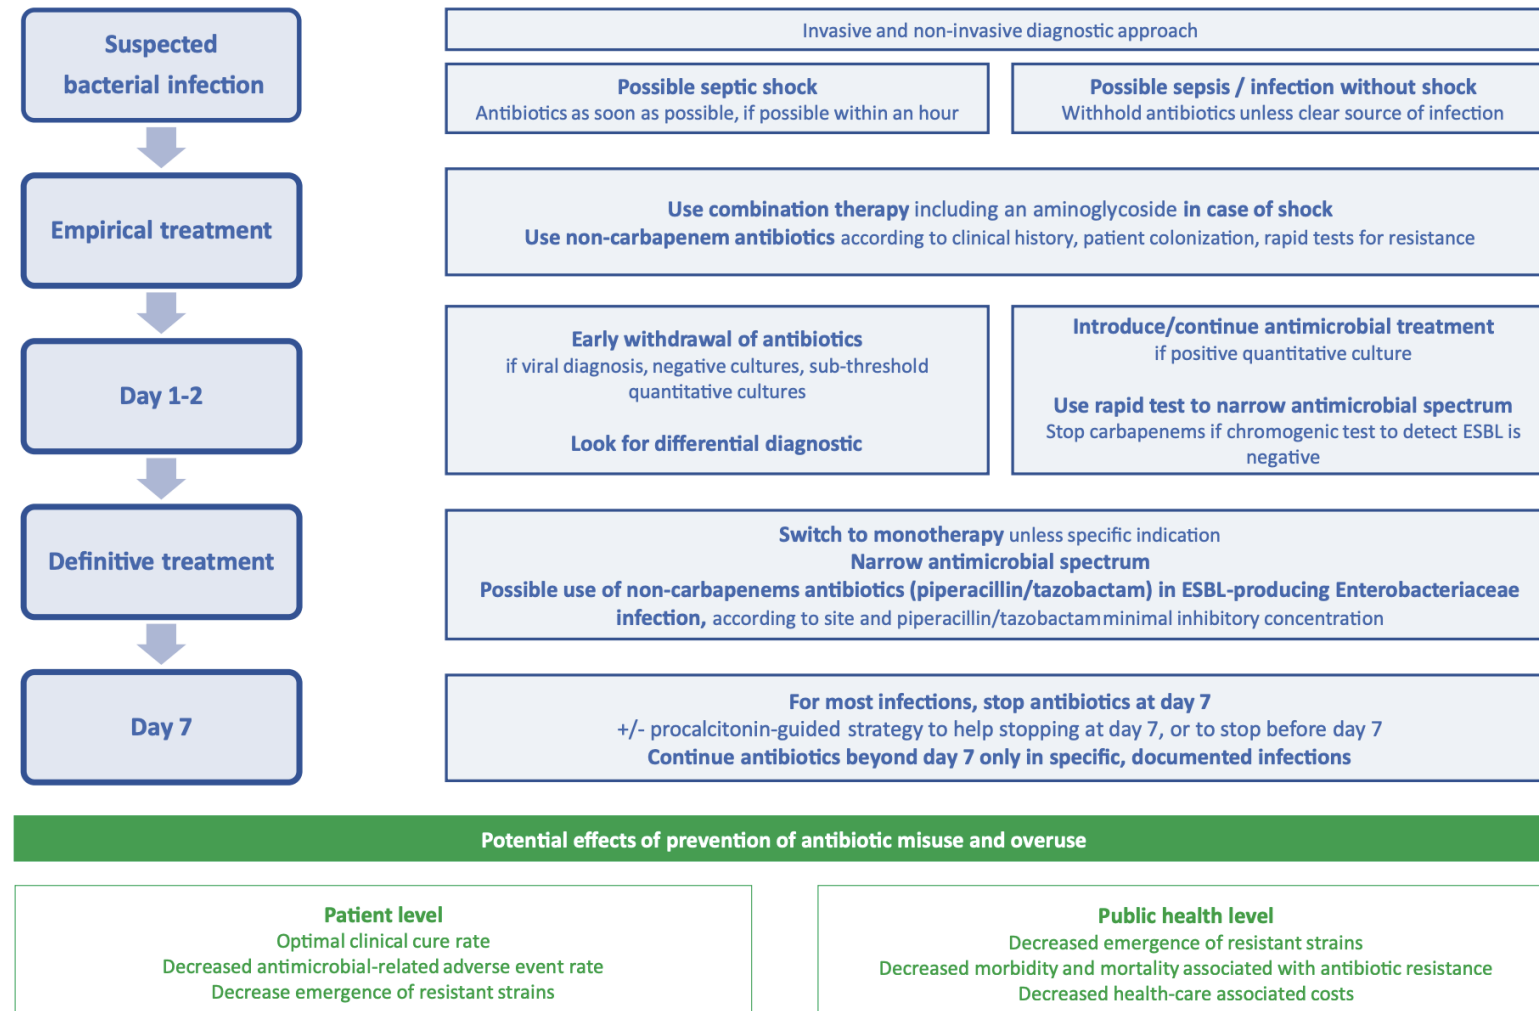 Suspected
bacterial infection
Invasive and non-invasive diagnostic approach
Possible septic shock
Antibiotics as soon as possible, if possible within an hour
Possible sepsis / infection without shock
Withhold antibiotics unless clear source of infection
Empirical treatment
Use combination therapy including an aminoglycoside in case of shock
Use non-carbapenem antibiotics according to clinical history, patient colonization, rapid tests for resistance
Day 1-2
Early withdrawal of antibiotics
if viral diagnosis, negative cultures, sub-threshold
quantitative cultures
Look for differential diagnostic
Introduce/continue antimicrobial treatment
if positive quantitative culture
Use rapid test to narrow antimicrobial spectrum
Stop carbapenems if chromogenic test to detect ESBL is
negative
Definitive treatment
Switch to monotherapy unless specific indication
Narrow antimicrobial spectrum
Possible use of non-carbapenems antibiotics (piperacillin/tazobactam) in ESBL-producing Enterobacteriaceae
infection, according to site and piperacillin/tazobactam minimal inhibitory concentration
Day 7
For most infections, stop antibiotics at day 7
+/- procalcitonin-guided strategy to help stopping at day 7, or to stop before day 7
Continue antibiotics beyond day 7 only in specific, documented infections
Potential effects of prevention of antibiotic misuse and overuse
Patient level
Optimal clinical cure rate
Decreased antimicrobial-related adverse event rate
Decrease emergence of resistant strains
Public health level
Decreased emergence of resistant strains
Decreased morbidity and mortality associated with antibiotic resistance
Decreased health-care associated costs